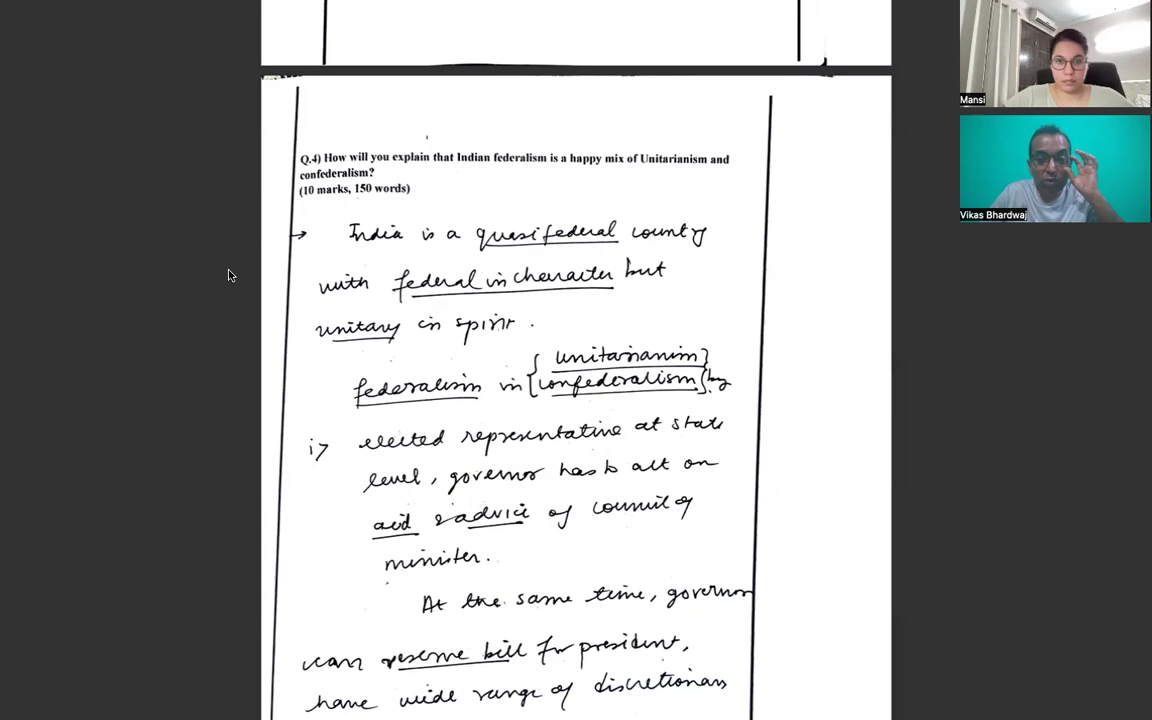 Q.4) How will you explain that Indian federalism is a happy mix of Unitarianism and
confederalism?
(10 marks, 150 words)
→ India is a quasifederal county
with federal in character but
unitary in spirit.
federalism in { unitarianim }
{ confederalism } by
i) elected representative at state
level, governor has to act on
aid & advice of council of
minister.
At the same time, governor
can reserve bill for president,
have wide range of discretionary
Mansi
Vikas Bhardwaj